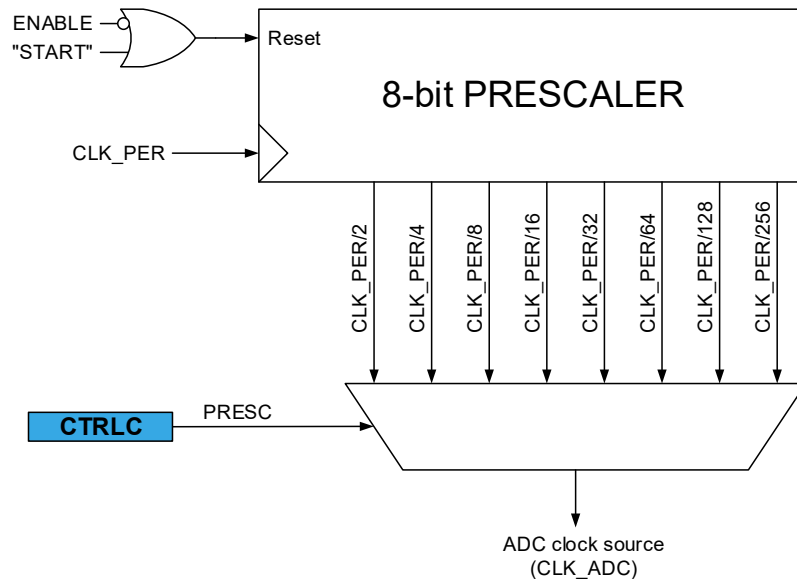 ENABLE
"START"
Reset
8-bit PRESCALER
CLK_PER
CLK_PER/2
CLK_PER/4
CLK_PER/8
CLK_PER/16
CLK_PER/32
CLK_PER/64
CLK_PER/128
CLK_PER/256
CTRLC
PRESC
ADC clock source
(CLK_ADC)